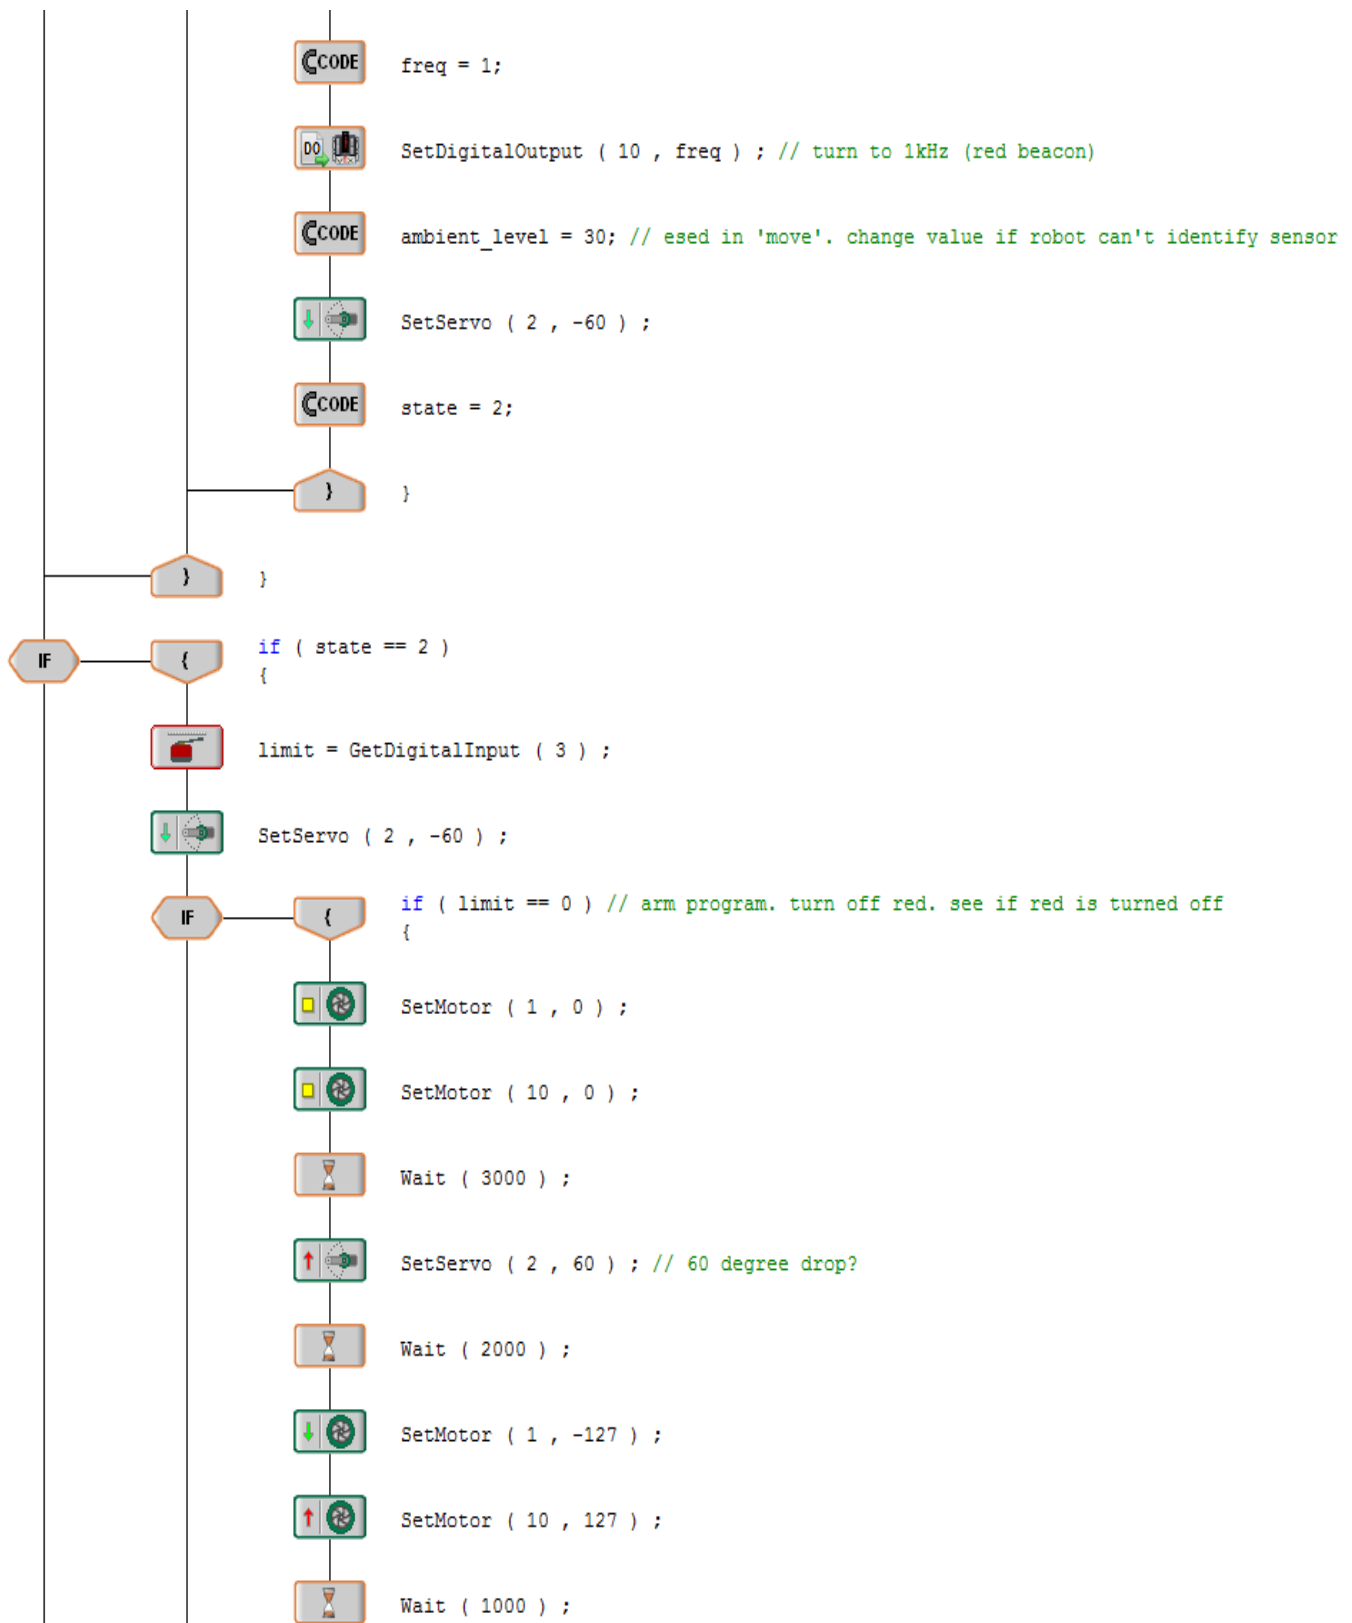 CCODE freq = 1;
DO SetDigitalOutput ( 10 , freq ) ; // turn to 1kHz (red beacon)
CCODE ambient_level = 30; // esed in 'move'. change value if robot can't identify sensor
SetServo ( 2 , -60 ) ;
CCODE state = 2;
} }
} }
IF { if ( state == 2 )
{
limit = GetDigitalInput ( 3 ) ;
SetServo ( 2 , -60 ) ;
IF { if ( limit == 0 ) // arm program. turn off red. see if red is turned off
{
SetMotor ( 1 , 0 ) ;
SetMotor ( 10 , 0 ) ;
Wait ( 3000 ) ;
SetServo ( 2 , 60 ) ; // 60 degree drop?
Wait ( 2000 ) ;
SetMotor ( 1 , -127 ) ;
SetMotor ( 10 , 127 ) ;
Wait ( 1000 ) ;